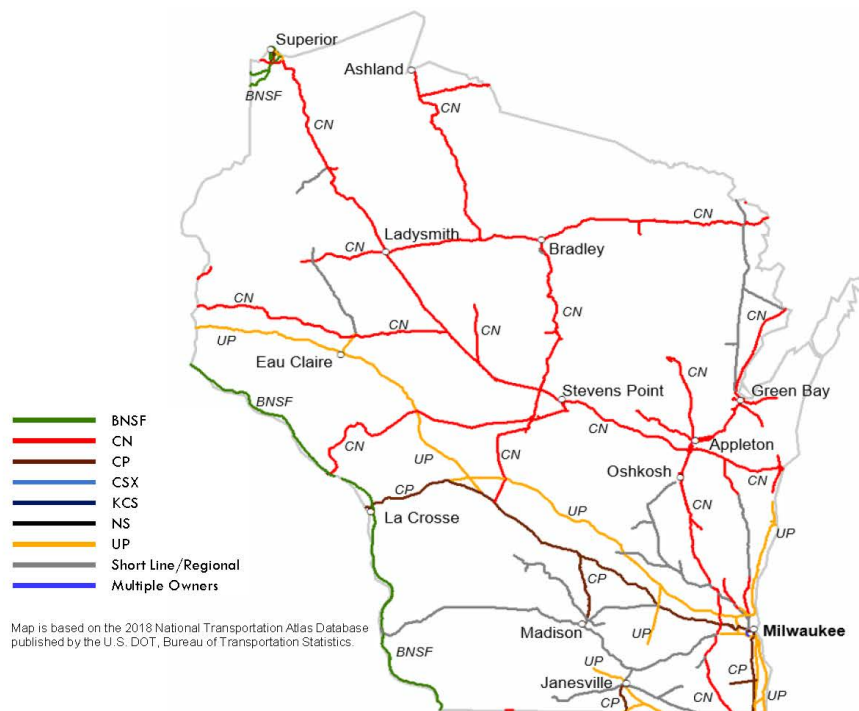 Superior
Ashland
BNSF
CN
CN
CN
Ladysmith
CN
Bradley
CN
CN
CN
CN
CN
UP
Eau Claire
CN
BNSF
Stevens Point
Green Bay
CN
CN
Appleton
UP
CN
Oshkosh
CN
CN
CP
La Crosse
UP
UP
CP
Madison
UP
Milwaukee
BNSF
UP
CP
Janesville
CP
CN
UP
BNSF
CN
CP
CSX
KCS
NS
UP
Short Line/Regional
Multiple Owners
Map is based on the 2018 National Transportation Atlas Database
published by the U.S. DOT, Bureau of Transportation Statistics.